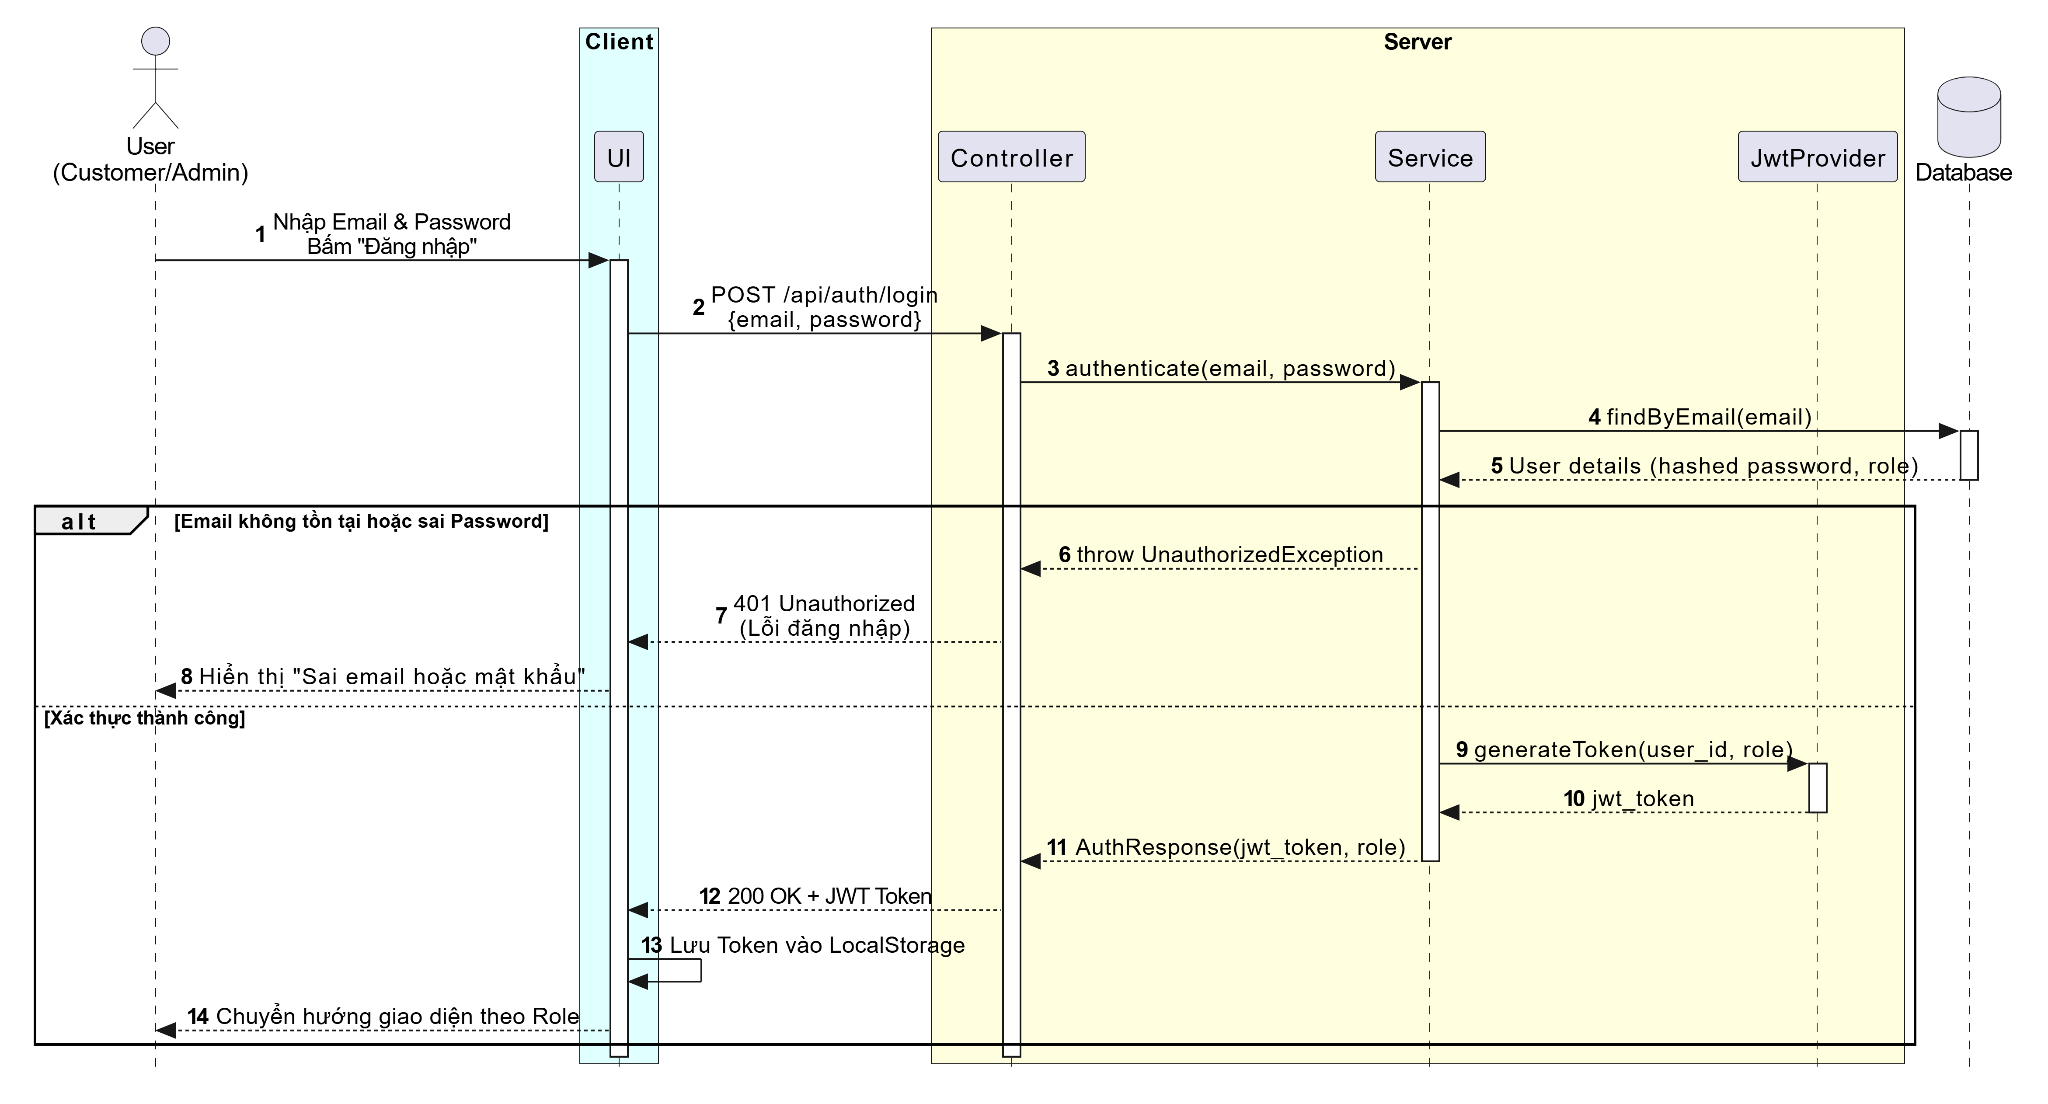 Client
Server
User
(Customer/Admin)
UI
Controller
Service
JwtProvider
Database
1 Nhập Email & Password
Bấm "Đăng nhập"
2 POST /api/auth/login
{email, password}
3 authenticate(email, password)
4 findByEmail(email)
5 User details (hashed password, role)
alt [Email không tồn tại hoặc sai Password]
6 throw UnauthorizedException
7 401 Unauthorized
(Lỗi đăng nhập)
8 Hiển thị "Sai email hoặc mật khẩu"
[Xác thực thành công]
9 generateToken(user_id, role)
10 jwt_token
11 AuthResponse(jwt_token, role)
12 200 OK + JWT Token
13 Lưu Token vào LocalStorage
14 Chuyển hướng giao diện theo Role